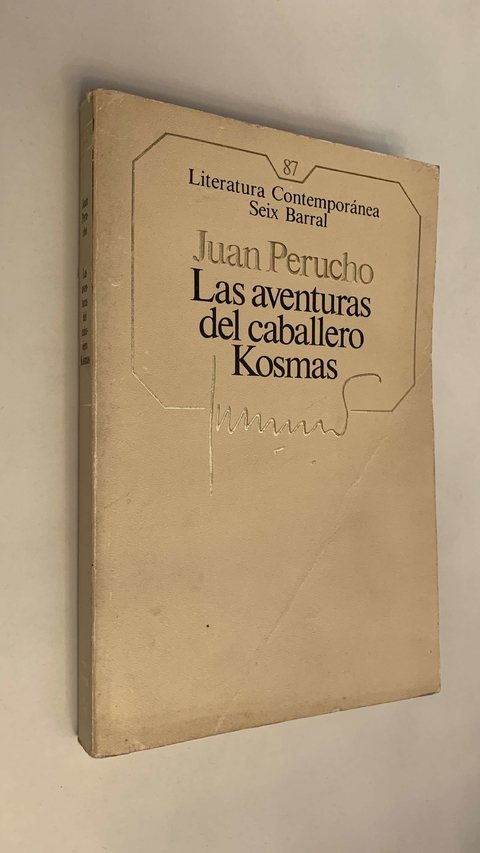 87
Literatura Contemporánea
Seix Barral
Juan Perucho
Las aventuras
del caballero
Kosmas